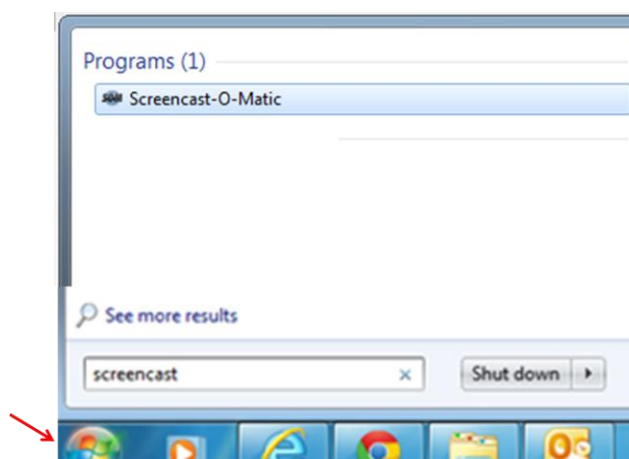 Programs (1)
Screencast-O-Matic
See more results
screencast
Shut down